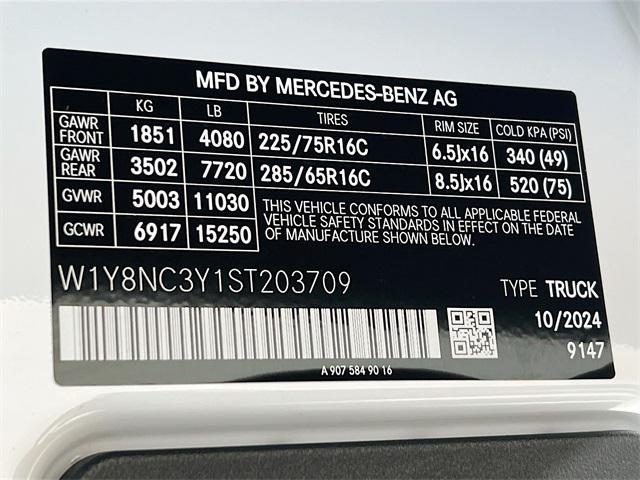 MFD BY MERCEDES-BENZ AG
KG LB TIRES RIM SIZE COLD KPA (PSI)
GAWR FRONT 1851 4080 225/75R16C 6.5Jx16 340 (49)
GAWR REAR 3502 7720 285/65R16C 8.5Jx16 520 (75)
GVWR 5003 11030
GCWR 6917 15250
THIS VEHICLE CONFORMS TO ALL APPLICABLE FEDERAL
VEHICLE SAFETY STANDARDS IN EFFECT ON THE DATE OF
MANUFACTURE SHOWN BELOW.
W1Y8NC3Y1ST203709 TYPE TRUCK
10/2024
9147
A 907 584 90 16